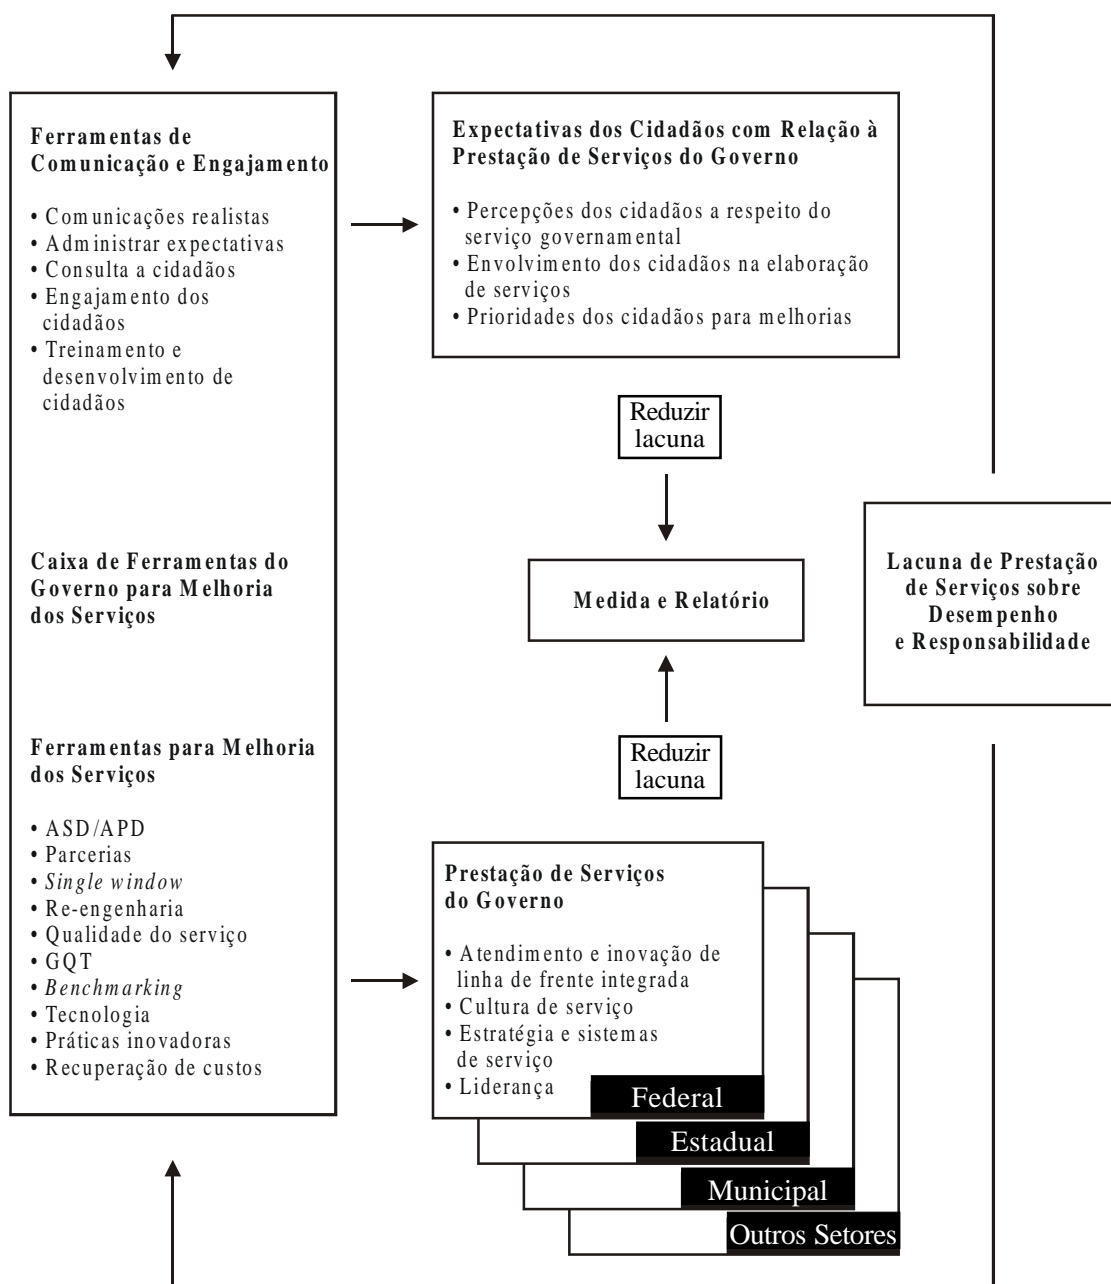 Ferramentas de
Comunicação e Engajamento
• Comunicações realistas
• Administrar expectativas
• Consulta a cidadãos
• Engajamento dos
cidadãos
• Treinamento e
desenvolvimento de
cidadãos
Caixa de Ferramentas do
Governo para Melhoria
dos Serviços
Ferramentas para Melhoria
dos Serviços
• ASD/APD
• Parcerias
• Single window
• Re-engenharia
• Qualidade do serviço
• GQT
• Benchmarking
• Tecnologia
• Práticas inovadoras
• Recuperação de custos
Expectativas dos Cidadãos com Relação à
Prestação de Serviços do Governo
• Percepções dos cidadãos a respeito do
serviço governamental
• Envolvimento dos cidadãos na elaboração
de serviços
• Prioridades dos cidadãos para melhorias
Reduzir
lacuna
Medida e Relatório
Reduzir
lacuna
Prestação de Serviços
do Governo
• Atendimento e inovação de
linha de frente integrada
• Cultura de serviço
• Estratégia e sistemas
de serviço
• Liderança
Federal
Estadual
Municipal
Outros Setores
Lacuna de Prestação
de Serviços sobre
Desempenho
e Responsabilidade